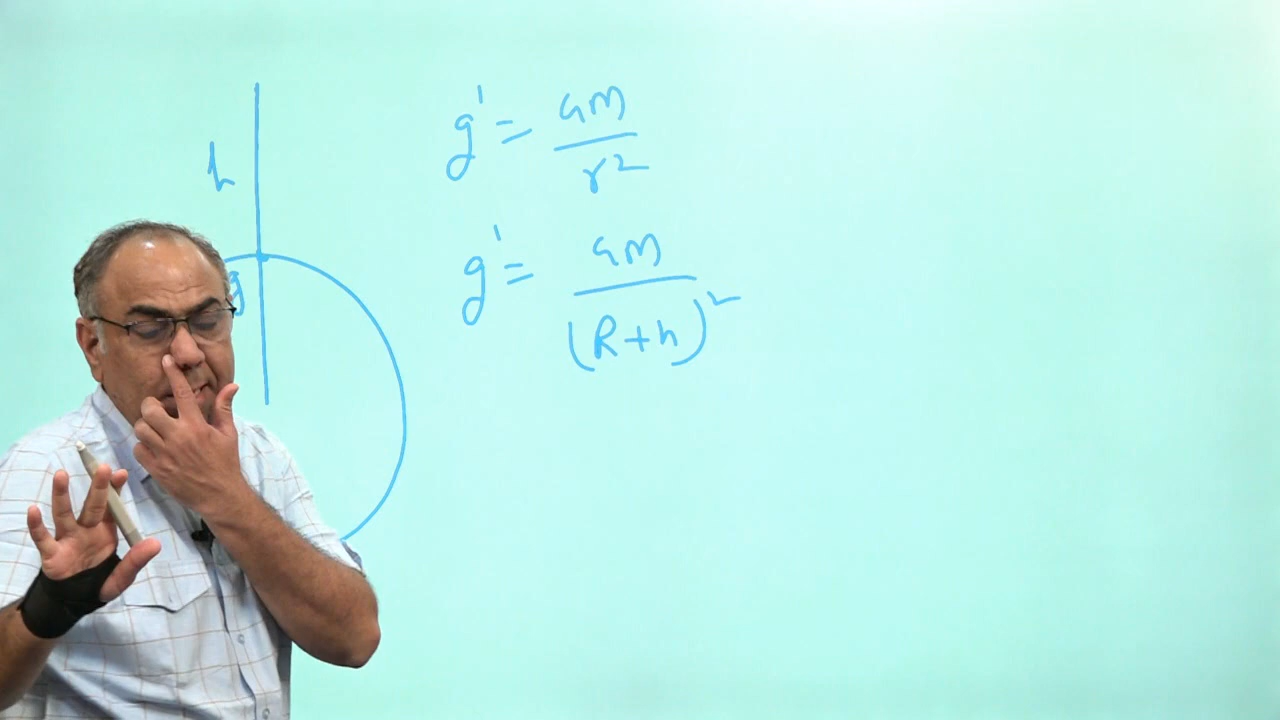 h
g
g' = GM / r²
g' = GM / (R+h)²